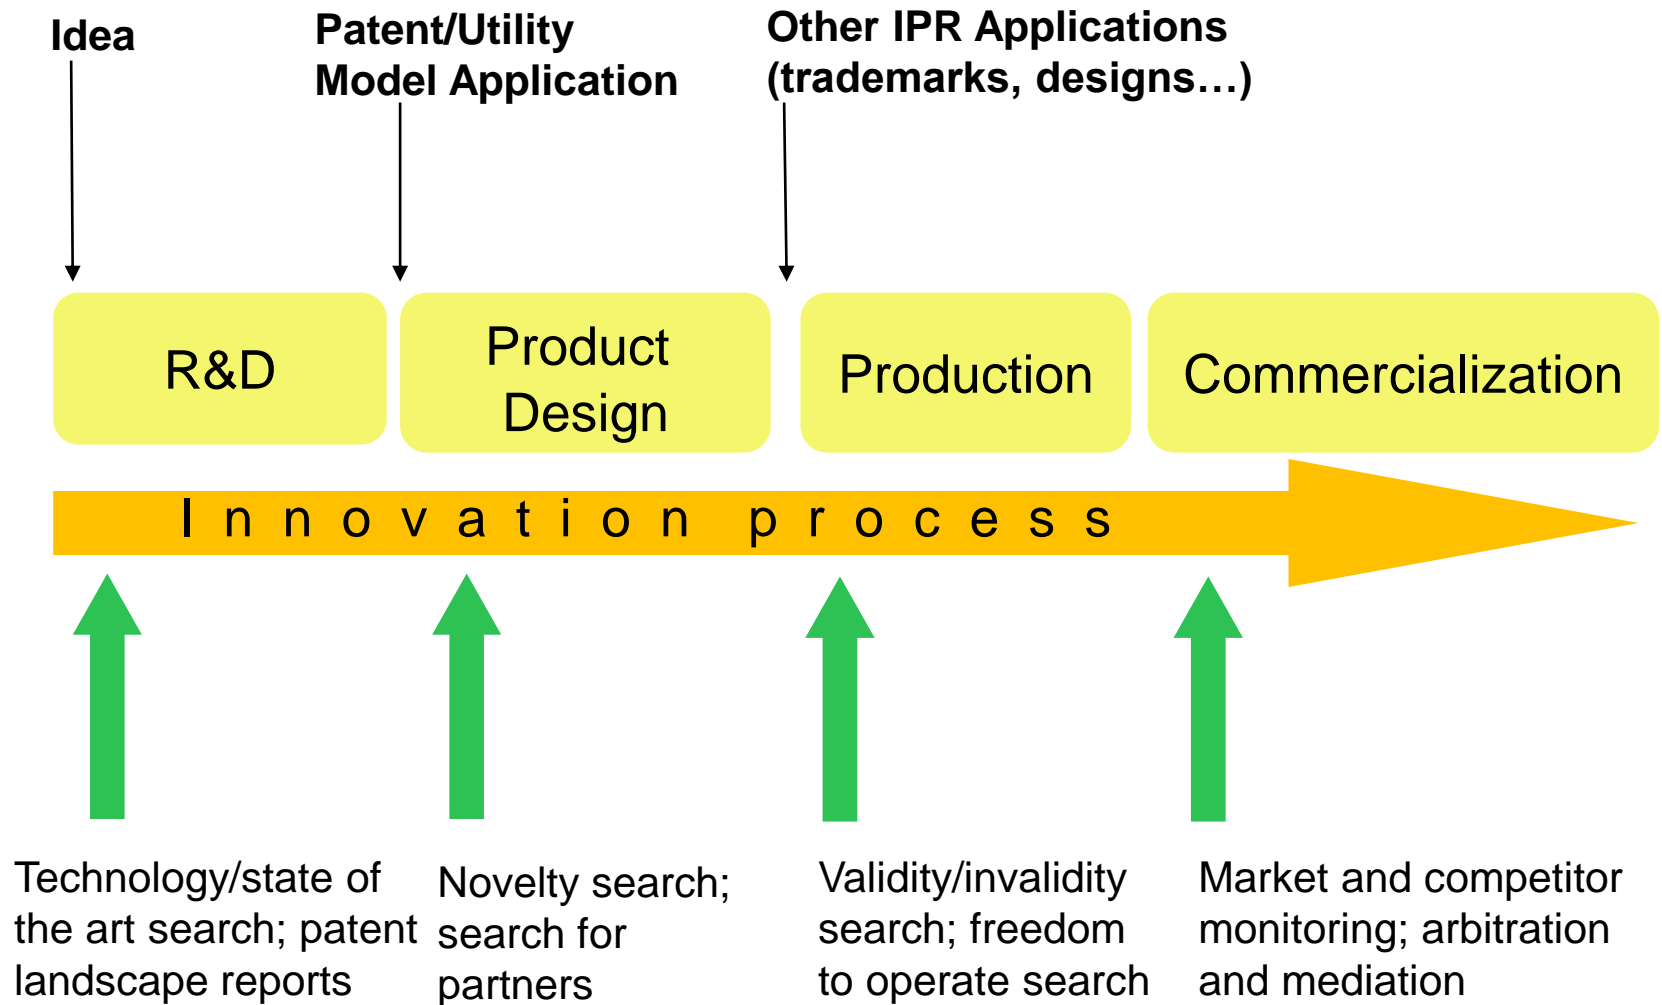 Idea
Patent/Utility
Model Application
Other IPR Applications
(trademarks, designs…)
R&D
Product
Design
Production
Commercialization
Innovation process
Technology/state of
the art search; patent
landscape reports
Novelty search;
search for
partners
Validity/invalidity
search; freedom
to operate search
Market and competitor
monitoring; arbitration
and mediation